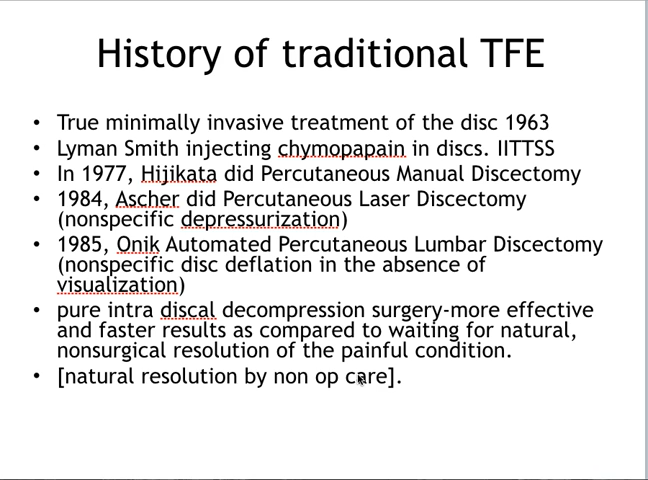 History of traditional TFE
• True minimally invasive treatment of the disc 1963
• Lyman Smith injecting chymopapain in discs. IITTSS
• In 1977, Hijikata did Percutaneous Manual Discectomy
• 1984, Ascher did Percutaneous Laser Discectomy
(nonspecific depressurization)
• 1985, Onik Automated Percutaneous Lumbar Discectomy
(nonspecific disc deflation in the absence of
visualization)
• pure intra discal decompression surgery-more effective
and faster results as compared to waiting for natural,
nonsurgical resolution of the painful condition.
• [natural resolution by non op care].